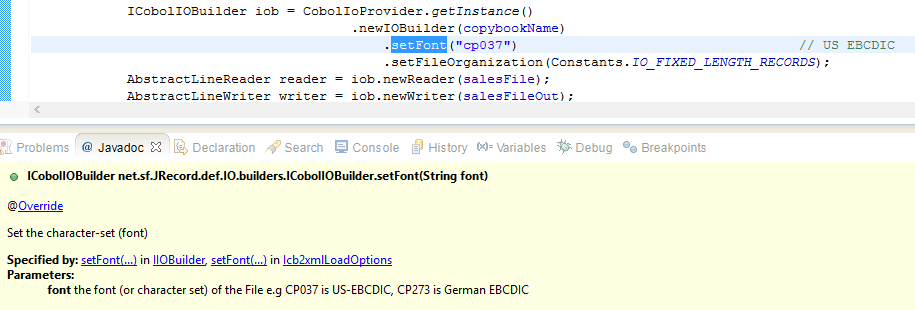 ICobolIOBuilder iob = CobolIoProvider.getInstance()
.newIOBuilder(copybookName)
.setFont("cp037") // US EBCDIC
.setFileOrganization(Constants.IO_FIXED_LENGTH_RECORDS);
AbstractLineReader reader = iob.newReader(salesFile);
AbstractLineWriter writer = iob.newWriter(salesFileOut);
Problems @ Javadoc Declaration Search Console History (x)= Variables Debug Breakpoints
ICobolIOBuilder net.sf.JRecord.def.IO.builders.ICobolIOBuilder.setFont(String font)
@Override
Set the character-set (font)
Specified by: setFont(...) in IIOBuilder, setFont(...) in Icb2xmlLoadOptions
Parameters:
font the font (or character set) of the File e.g CP037 is US-EBCDIC, CP273 is German EBCDIC